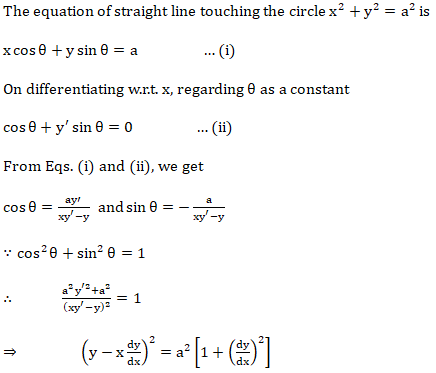 The equation of straight line touching the circle x² + y² = a² is
x cos θ + y sin θ = a … (i)
On differentiating w.r.t. x, regarding θ as a constant
cos θ + y′ sin θ = 0 … (ii)
From Eqs. (i) and (ii), we get
cos θ = ay′/(xy′−y) and sin θ = − a/(xy′−y)
∵ cos² θ + sin² θ = 1
∴ (a²y′²+a²)/(xy′−y)² = 1
⇒ (y − x dy/dx)² = a² [1 + (dy/dx)²]